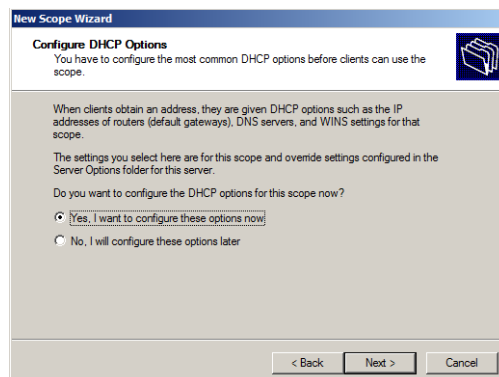 New Scope Wizard
Configure DHCP Options
You have to configure the most common DHCP options before clients can use the
scope.
When clients obtain an address, they are given DHCP options such as the IP
addresses of routers (default gateways), DNS servers, and WINS settings for that
scope.
The settings you select here are for this scope and override settings configured in the
Server Options folder for this server.
Do you want to configure the DHCP options for this scope now?
Yes, I want to configure these options now
No, I will configure these options later
< Back
Next >
Cancel